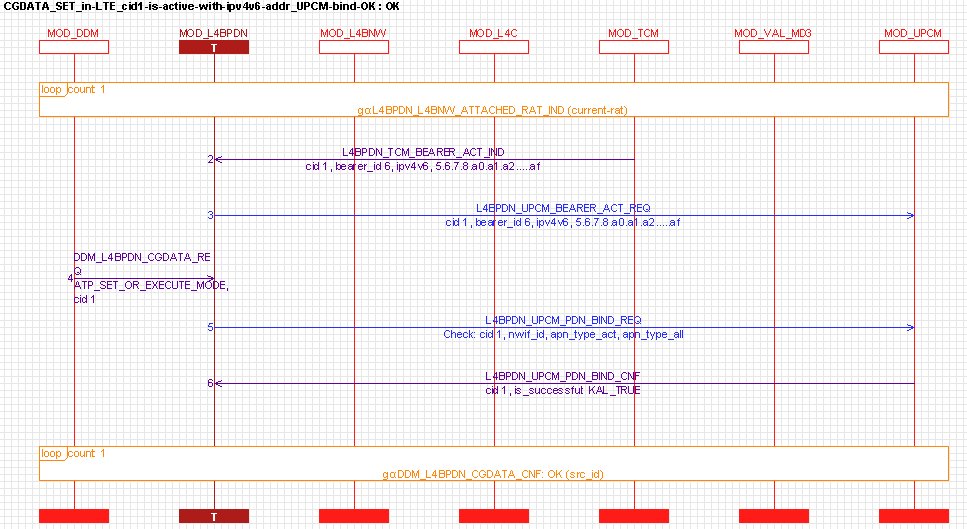 CGDATA_SET_in-LTE_cid1-is-active-with-ipv4v6-addr_UPCM-bind-OK : OK
MOD_DDM MOD_L4BPDN MOD_L4BNW MOD_L4C MOD_TCM MOD_VAL_MD3 MOD_UPCM
T
loop count: 1
go:L4BPDN_L4BNW_ATTACHED_RAT_IND (current-rat)
L4BPDN_TCM_BEARER_ACT_IND
2
cid 1, bearer_id 6, ipv4v6, 5.6.7.8.a0.a1.a2.....af
L4BPDN_UPCM_BEARER_ACT_REQ
3
cid 1, bearer_id 6, ipv4v6, 5.6.7.8.a0.a1.a2.....af
DDM_L4BPDN_CGDATA_RE
Q
4
ATP_SET_OR_EXECUTE_MODE,
cid 1
L4BPDN_UPCM_PDN_BIND_REQ
5
Check: cid 1, nwif_id, apn_type_act, apn_type_all
L4BPDN_UPCM_PDN_BIND_CNF
6
cid 1, is_successful: KAL_TRUE
loop count: 1
go:DDM_L4BPDN_CGDATA_CNF: OK (src_id)
T